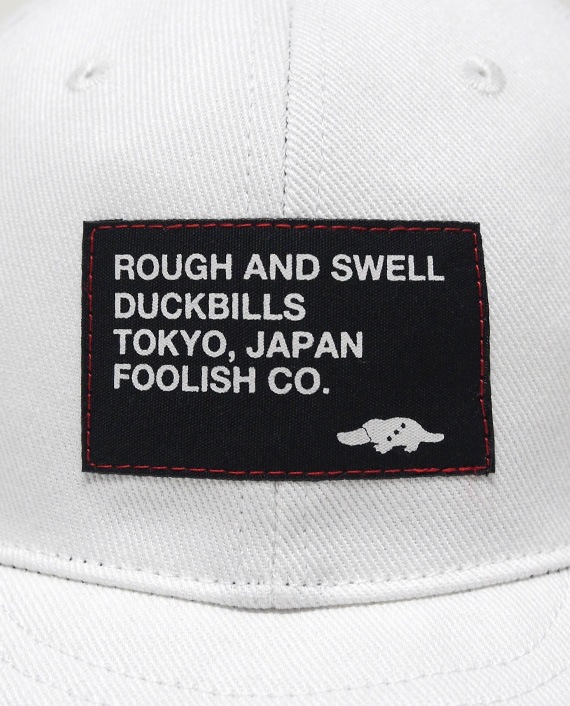 ROUGH AND SWELL
DUCKBILLS
TOKYO, JAPAN
FOOLISH CO.